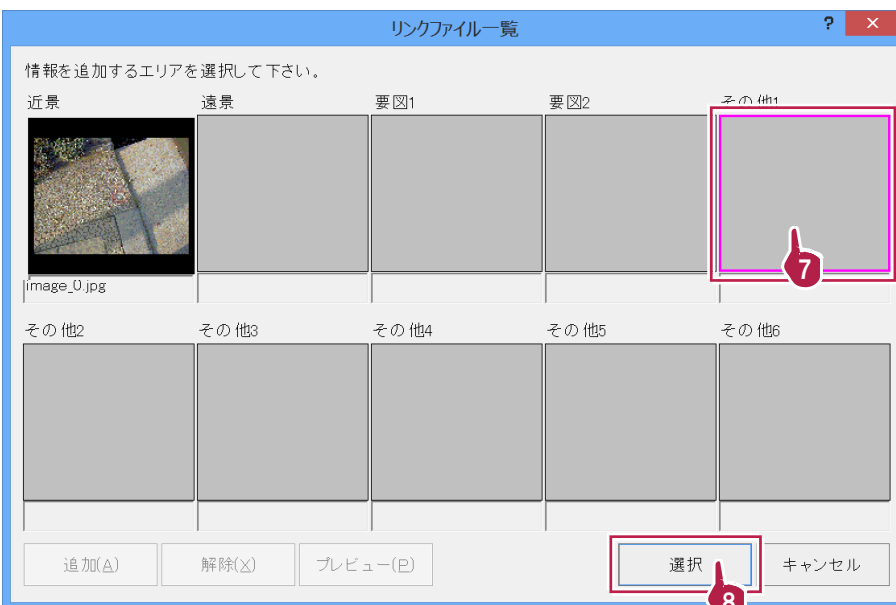 リンクファイル一覧
? ×
情報を追加するエリアを選択して下さい。
近景 遠景 要図1 要図2 その他1
7
image_0.jpg
その他2 その他3 その他4 その他5 その他6
追加(A) 解除(X) プレビュー(P) 選択 キャンセル
8